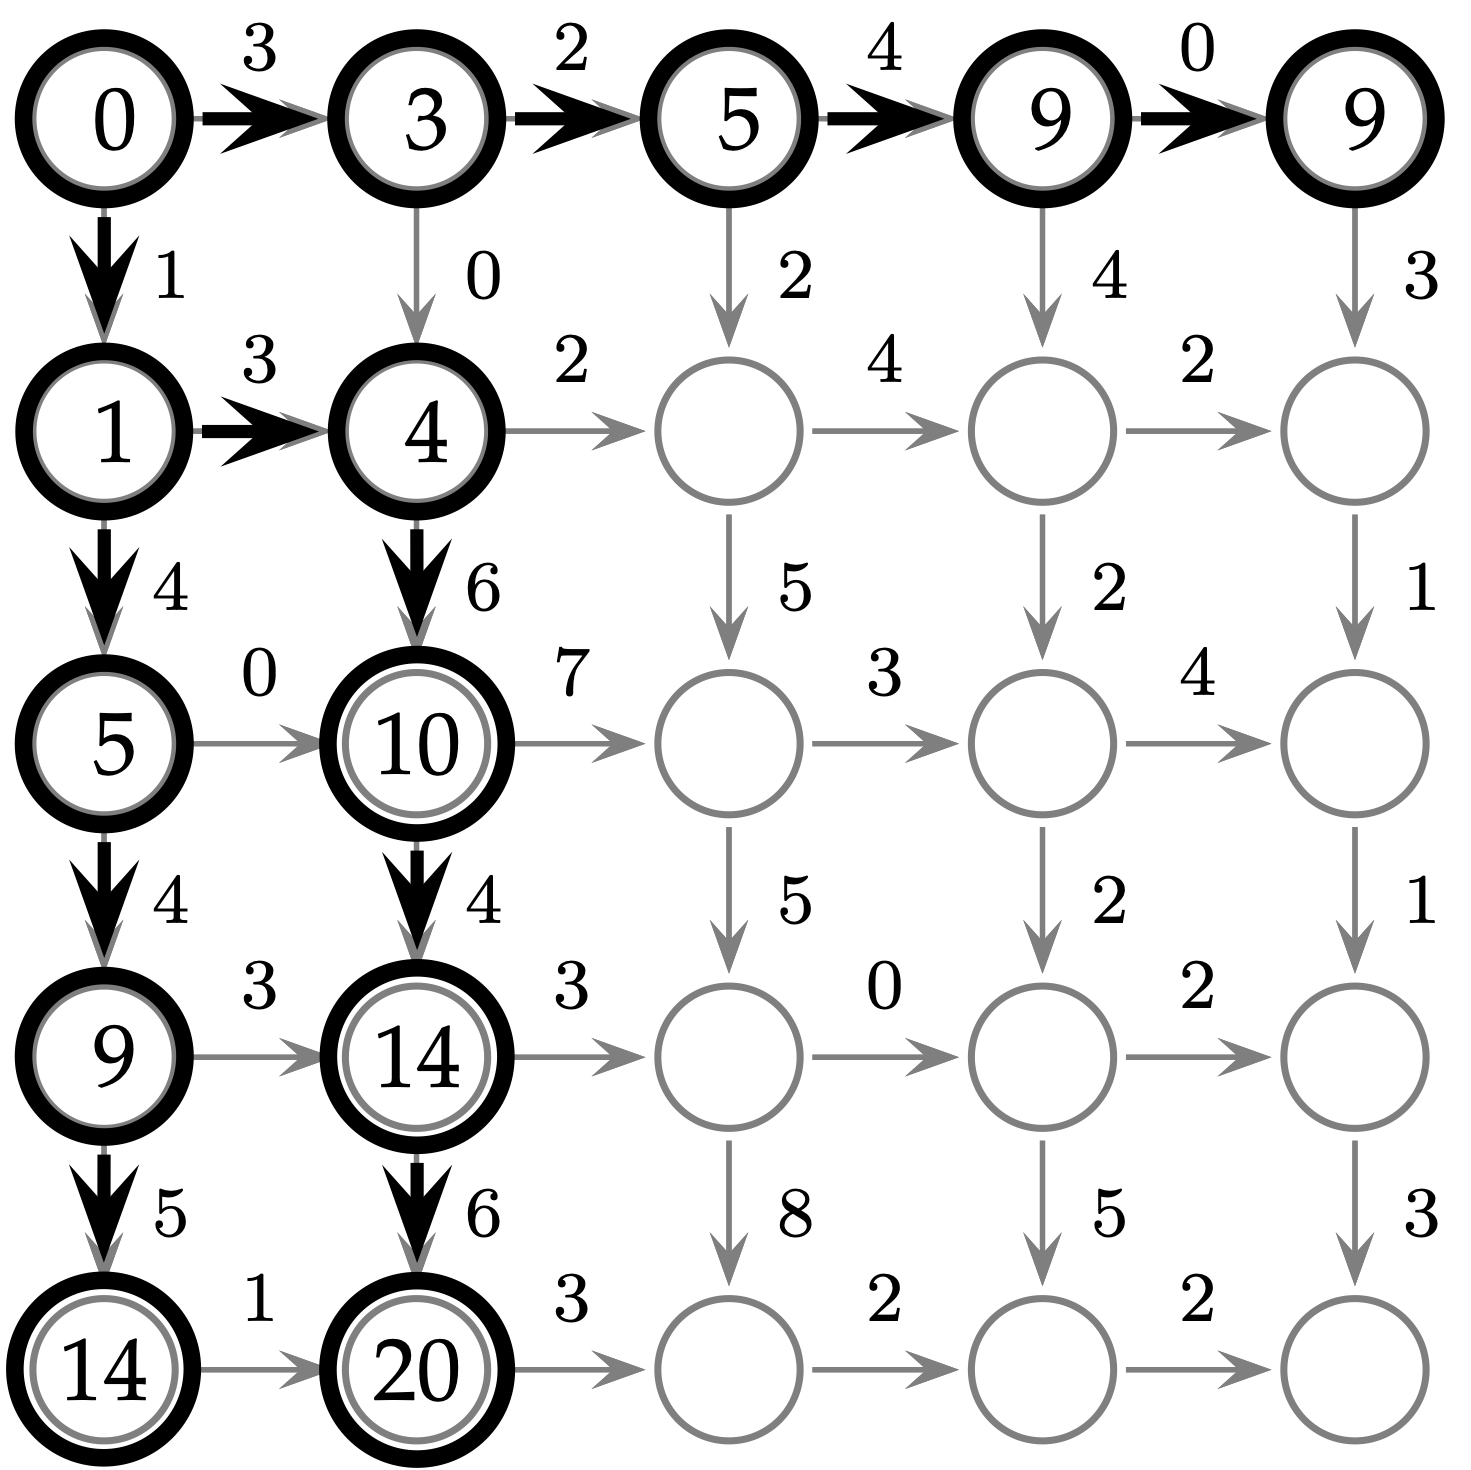 3 2 4 0
0 3 5 9 9
1 0 2 4 3
3 2 4 2
1 4
4 6 5 2 1
0 7 3 4
5 10
4 4 5 2 1
3 3 0 2
9 14
5 6 8 5 3
1 3 2 2
14 20